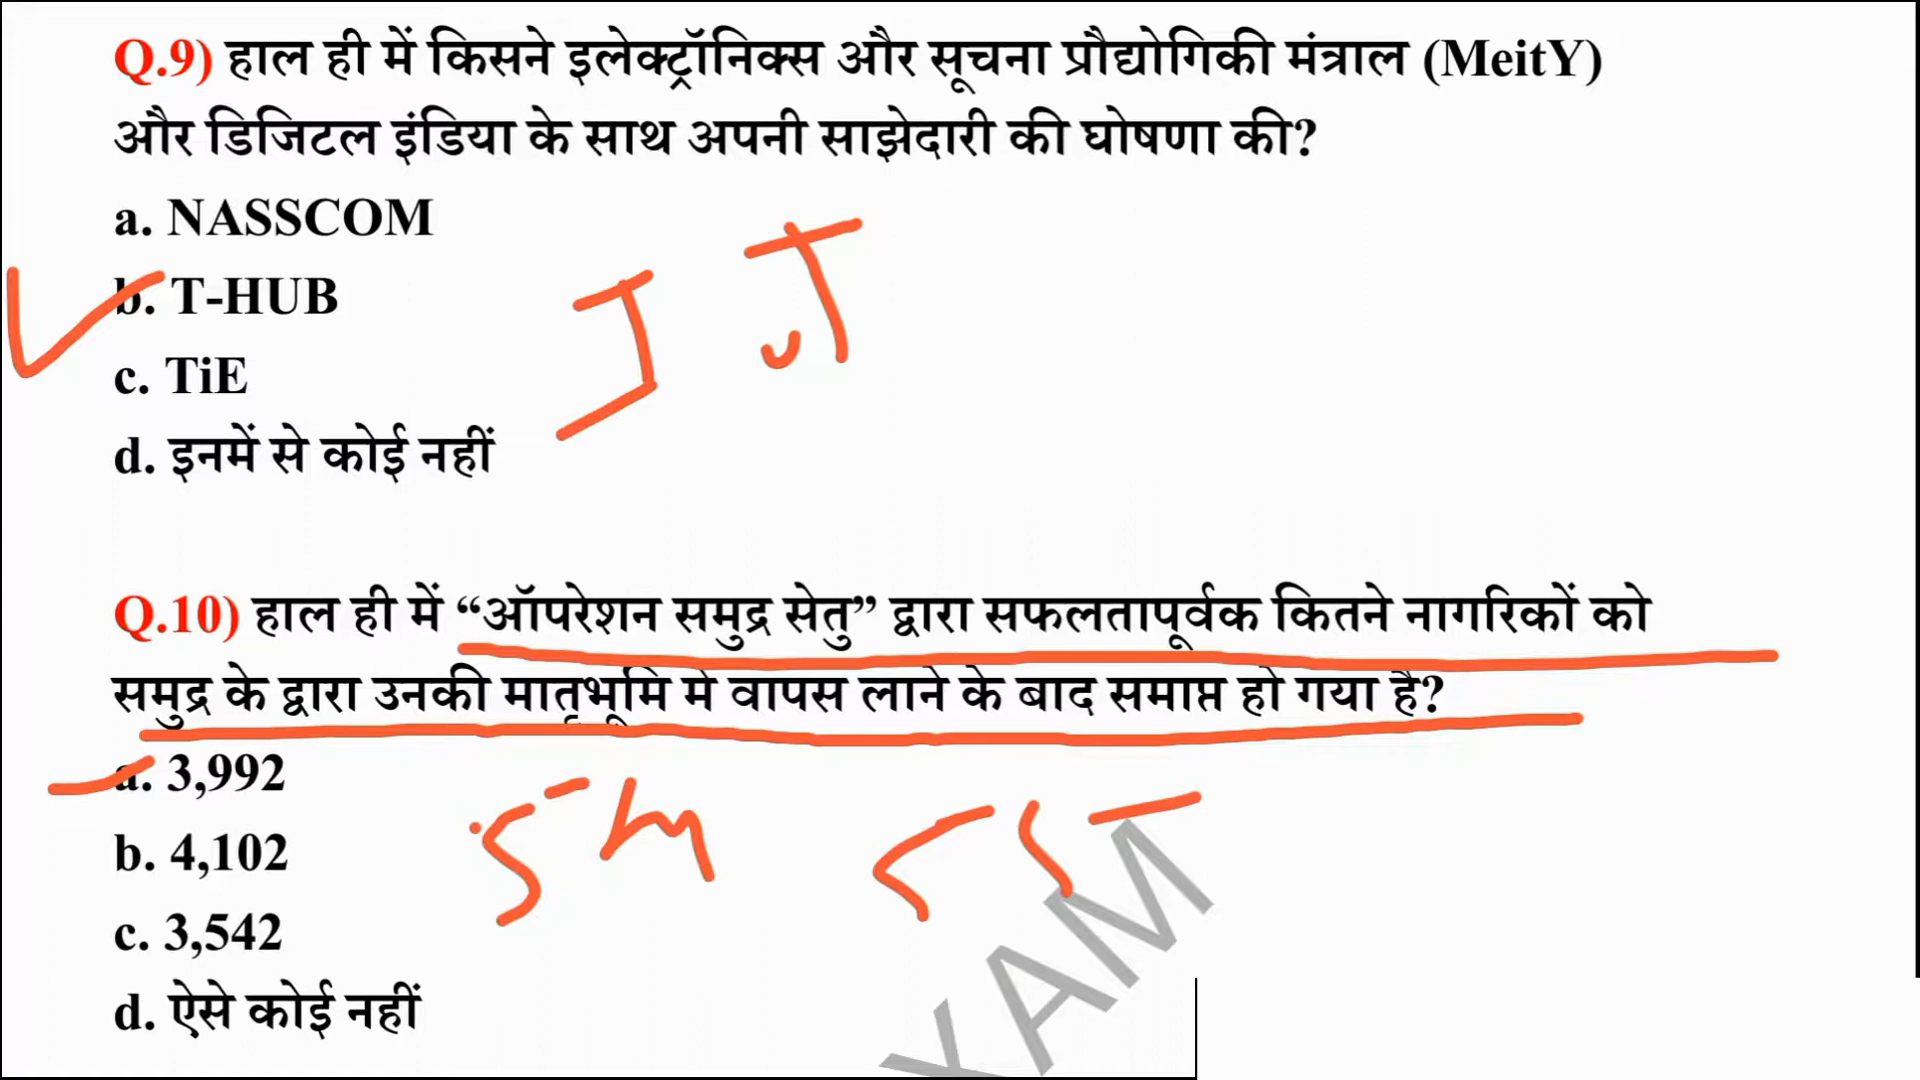 Q.9) हाल ही में किसने इलेक्ट्रॉनिक्स और सूचना प्रौद्योगिकी मंत्राल (MeitY)
और डिजिटल इंडिया के साथ अपनी साझेदारी की घोषणा की?
a. NASSCOM
b. T-HUB
c. TiE
d. इनमें से कोई नहीं
Q.10) हाल ही में “ऑपरेशन समुद्र सेतु” द्वारा सफलतापूर्वक कितने नागरिकों को
समुद्र के द्वारा उनकी मातृभूमि में वापस लाने के बाद समाप्त हो गया है?
a. 3,992
b. 4,102
c. 3,542
d. ऐसे कोई नहीं
XAM